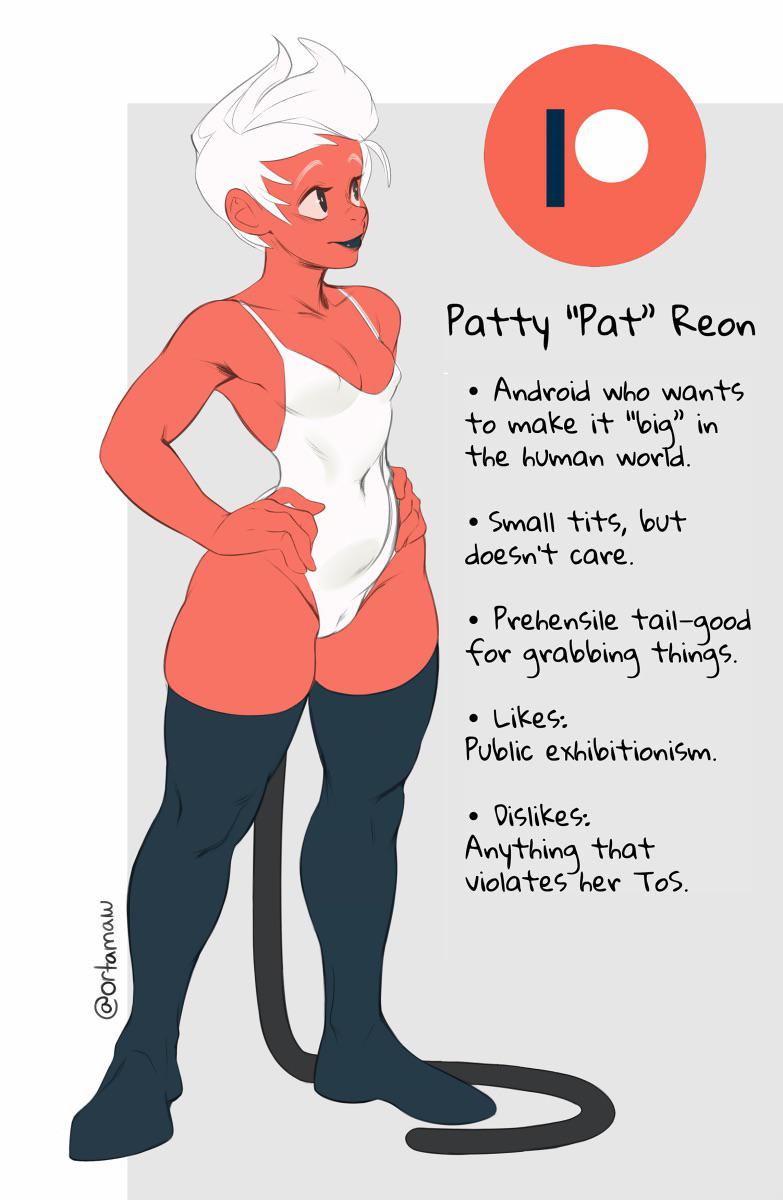 Patty "Pat" Reon
• Android who wants
to make it "big" in
the human world.
• Small tits, but
doesn't care.
• Prehensile tail-good
for grabbing things.
• Likes:
Public exhibitionism.
• Dislikes:
Anything that
violates her ToS.
@ortamaw